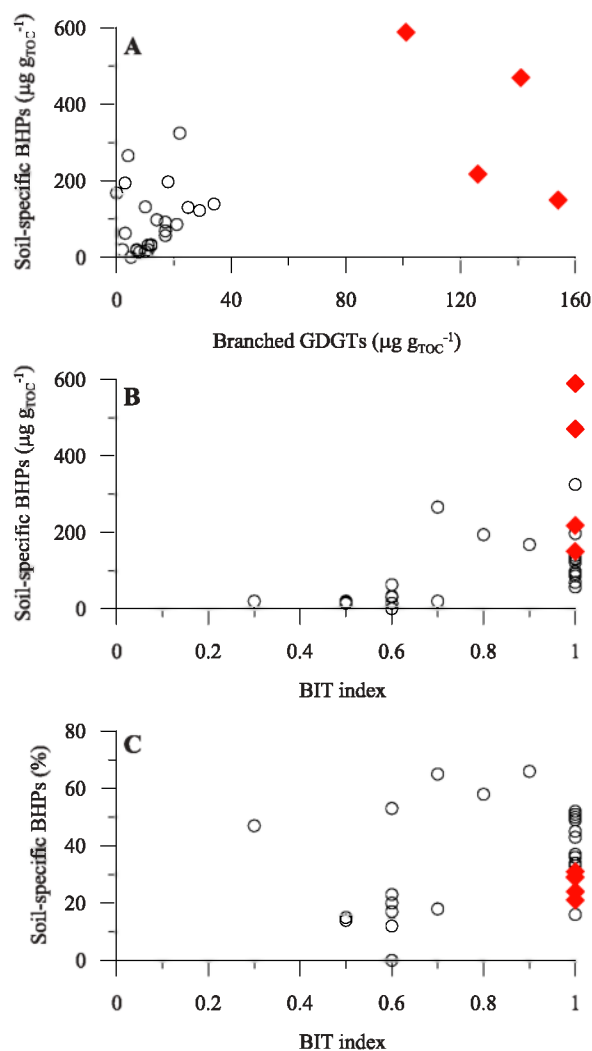 A
Soil-specific BHPs (µg gTOC-1)
600
400
200
0
0 40 80 120 160
Branched GDGTs (µg gTOC-1)
B
Soil-specific BHPs (µg gTOC-1)
600
400
200
0
0 0.2 0.4 0.6 0.8 1
BIT index
C
Soil-specific BHPs (%)
80
60
40
20
0
0 0.2 0.4 0.6 0.8 1
BIT index